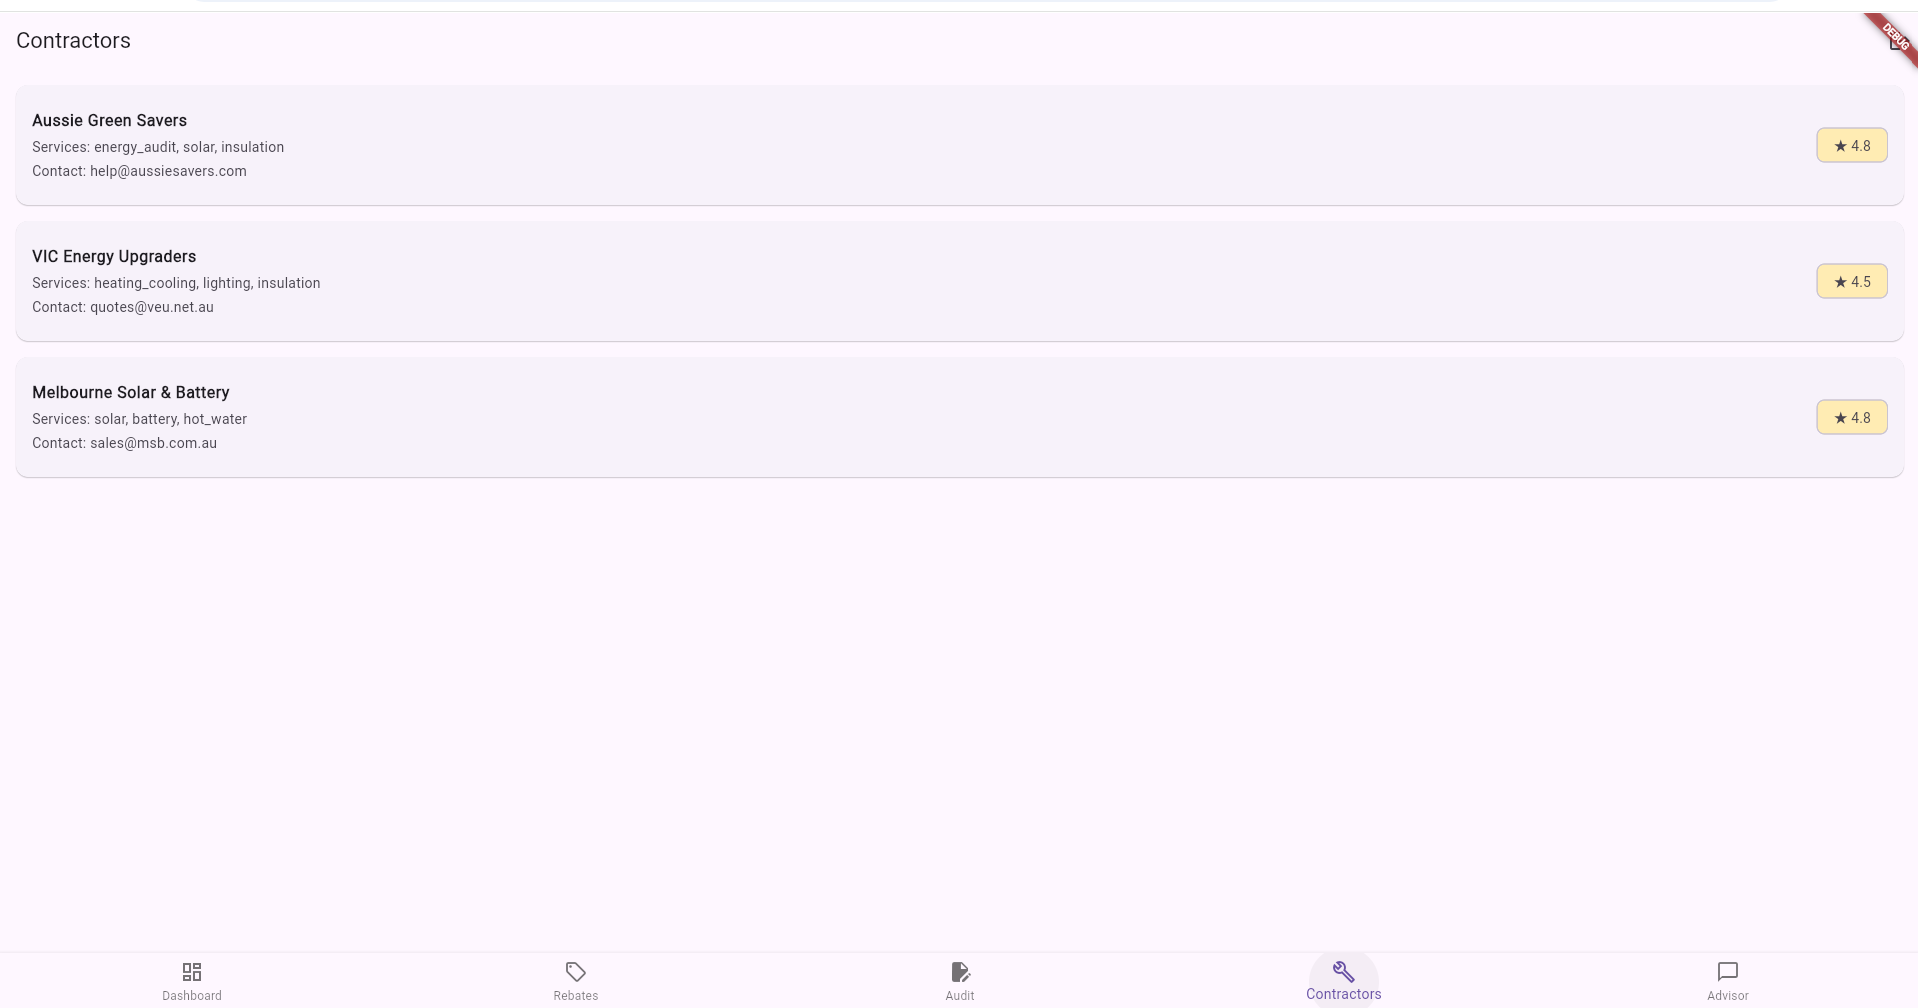 Contractors
DEBUG
Aussie Green Savers
Services: energy_audit, solar, insulation
Contact: help@aussiesavers.com
★ 4.8
VIC Energy Upgraders
Services: heating_cooling, lighting, insulation
Contact: quotes@veu.net.au
★ 4.5
Melbourne Solar & Battery
Services: solar, battery, hot_water
Contact: sales@msb.com.au
★ 4.8
Dashboard
Rebates
Audit
Contractors
Advisor